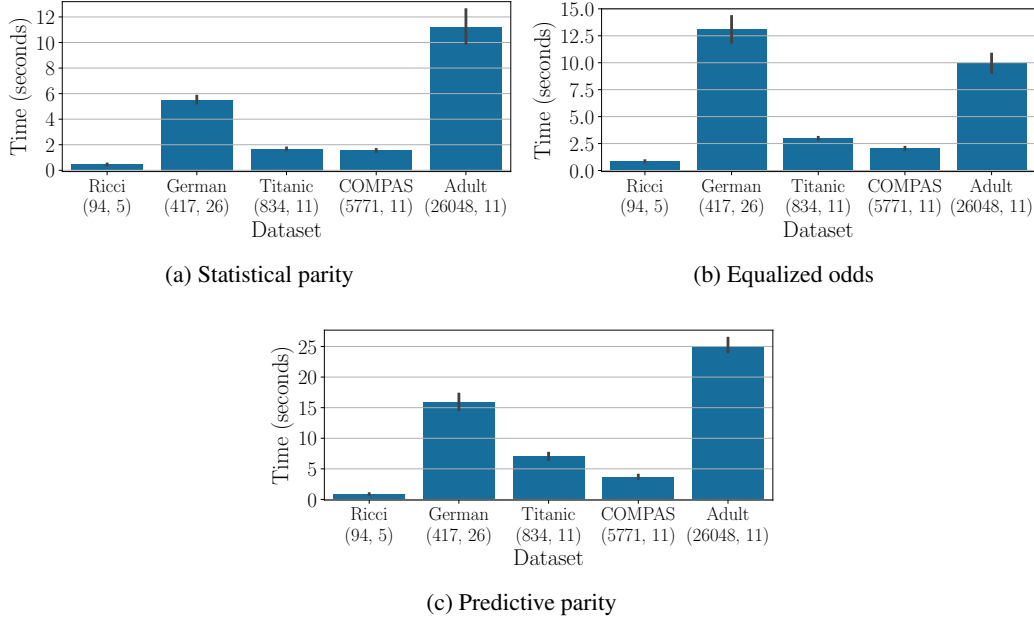 12
10
8
6
4
2
0
Time (seconds)
Ricci German Titanic COMPAS Adult
(94, 5) (417, 26) (834, 11) (5771, 11) (26048, 11)
Dataset
(a) Statistical parity
15.0
12.5
10.0
7.5
5.0
2.5
0.0
Time (seconds)
Ricci German Titanic COMPAS Adult
(94, 5) (417, 26) (834, 11) (5771, 11) (26048, 11)
Dataset
(b) Equalized odds
25
20
15
10
5
0
Time (seconds)
Ricci German Titanic COMPAS Adult
(94, 5) (417, 26) (834, 11) (5771, 11) (26048, 11)
Dataset
(c) Predictive parity